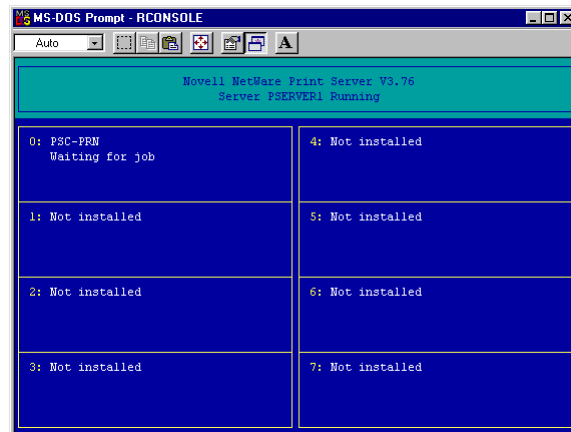 MS-DOS Prompt - RCONSOLE
Auto
A
Novell NetWare Print Server V3.76
Server PSERVER1 Running
0: PSC-PRN
Waiting for job
1: Not installed
2: Not installed
3: Not installed
4: Not installed
5: Not installed
6: Not installed
7: Not installed